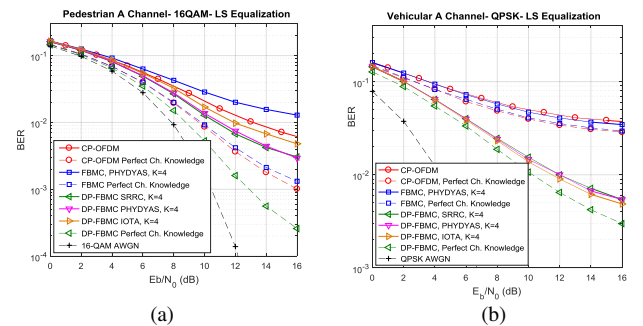 Pedestrian A Channel- 16QAM- LS Equalization
10^-1
10^-2
10^-3
10^-4
BER
0 2 4 6 8 10 12 14 16
Eb/N0 (dB)
CP-OFDM
CP-OFDM Perfect Ch. Knowledge
FBMC, PHYDYAS, K=4
FBMC Perfect Ch. Knowledge
DP-FBMC SRRC, K=4
DP-FBMC PHYDYAS, K=4
DP-FBMC IOTA, K=4
DP-FBMC Perfect Ch. Knowledge
16-QAM AWGN
(a)
Vehicular A Channel- QPSK- LS Equalization
10^-1
10^-2
10^-3
BER
0 2 4 6 8 10 12 14 16
Eb/N0 (dB)
CP-OFDM
CP-OFDM, Perfect Ch. Knowledge
FBMC, PHYDYAS, K=4
FBMC, Perfect Ch. Knowledge
DP-FBMC, SRRC, K=4
DP-FBMC, PHYDYAS, K=4
DP-FBMC, IOTA, K=4
DP-FBMC, Perfect Ch. Knowledge
QPSK AWGN
(b)